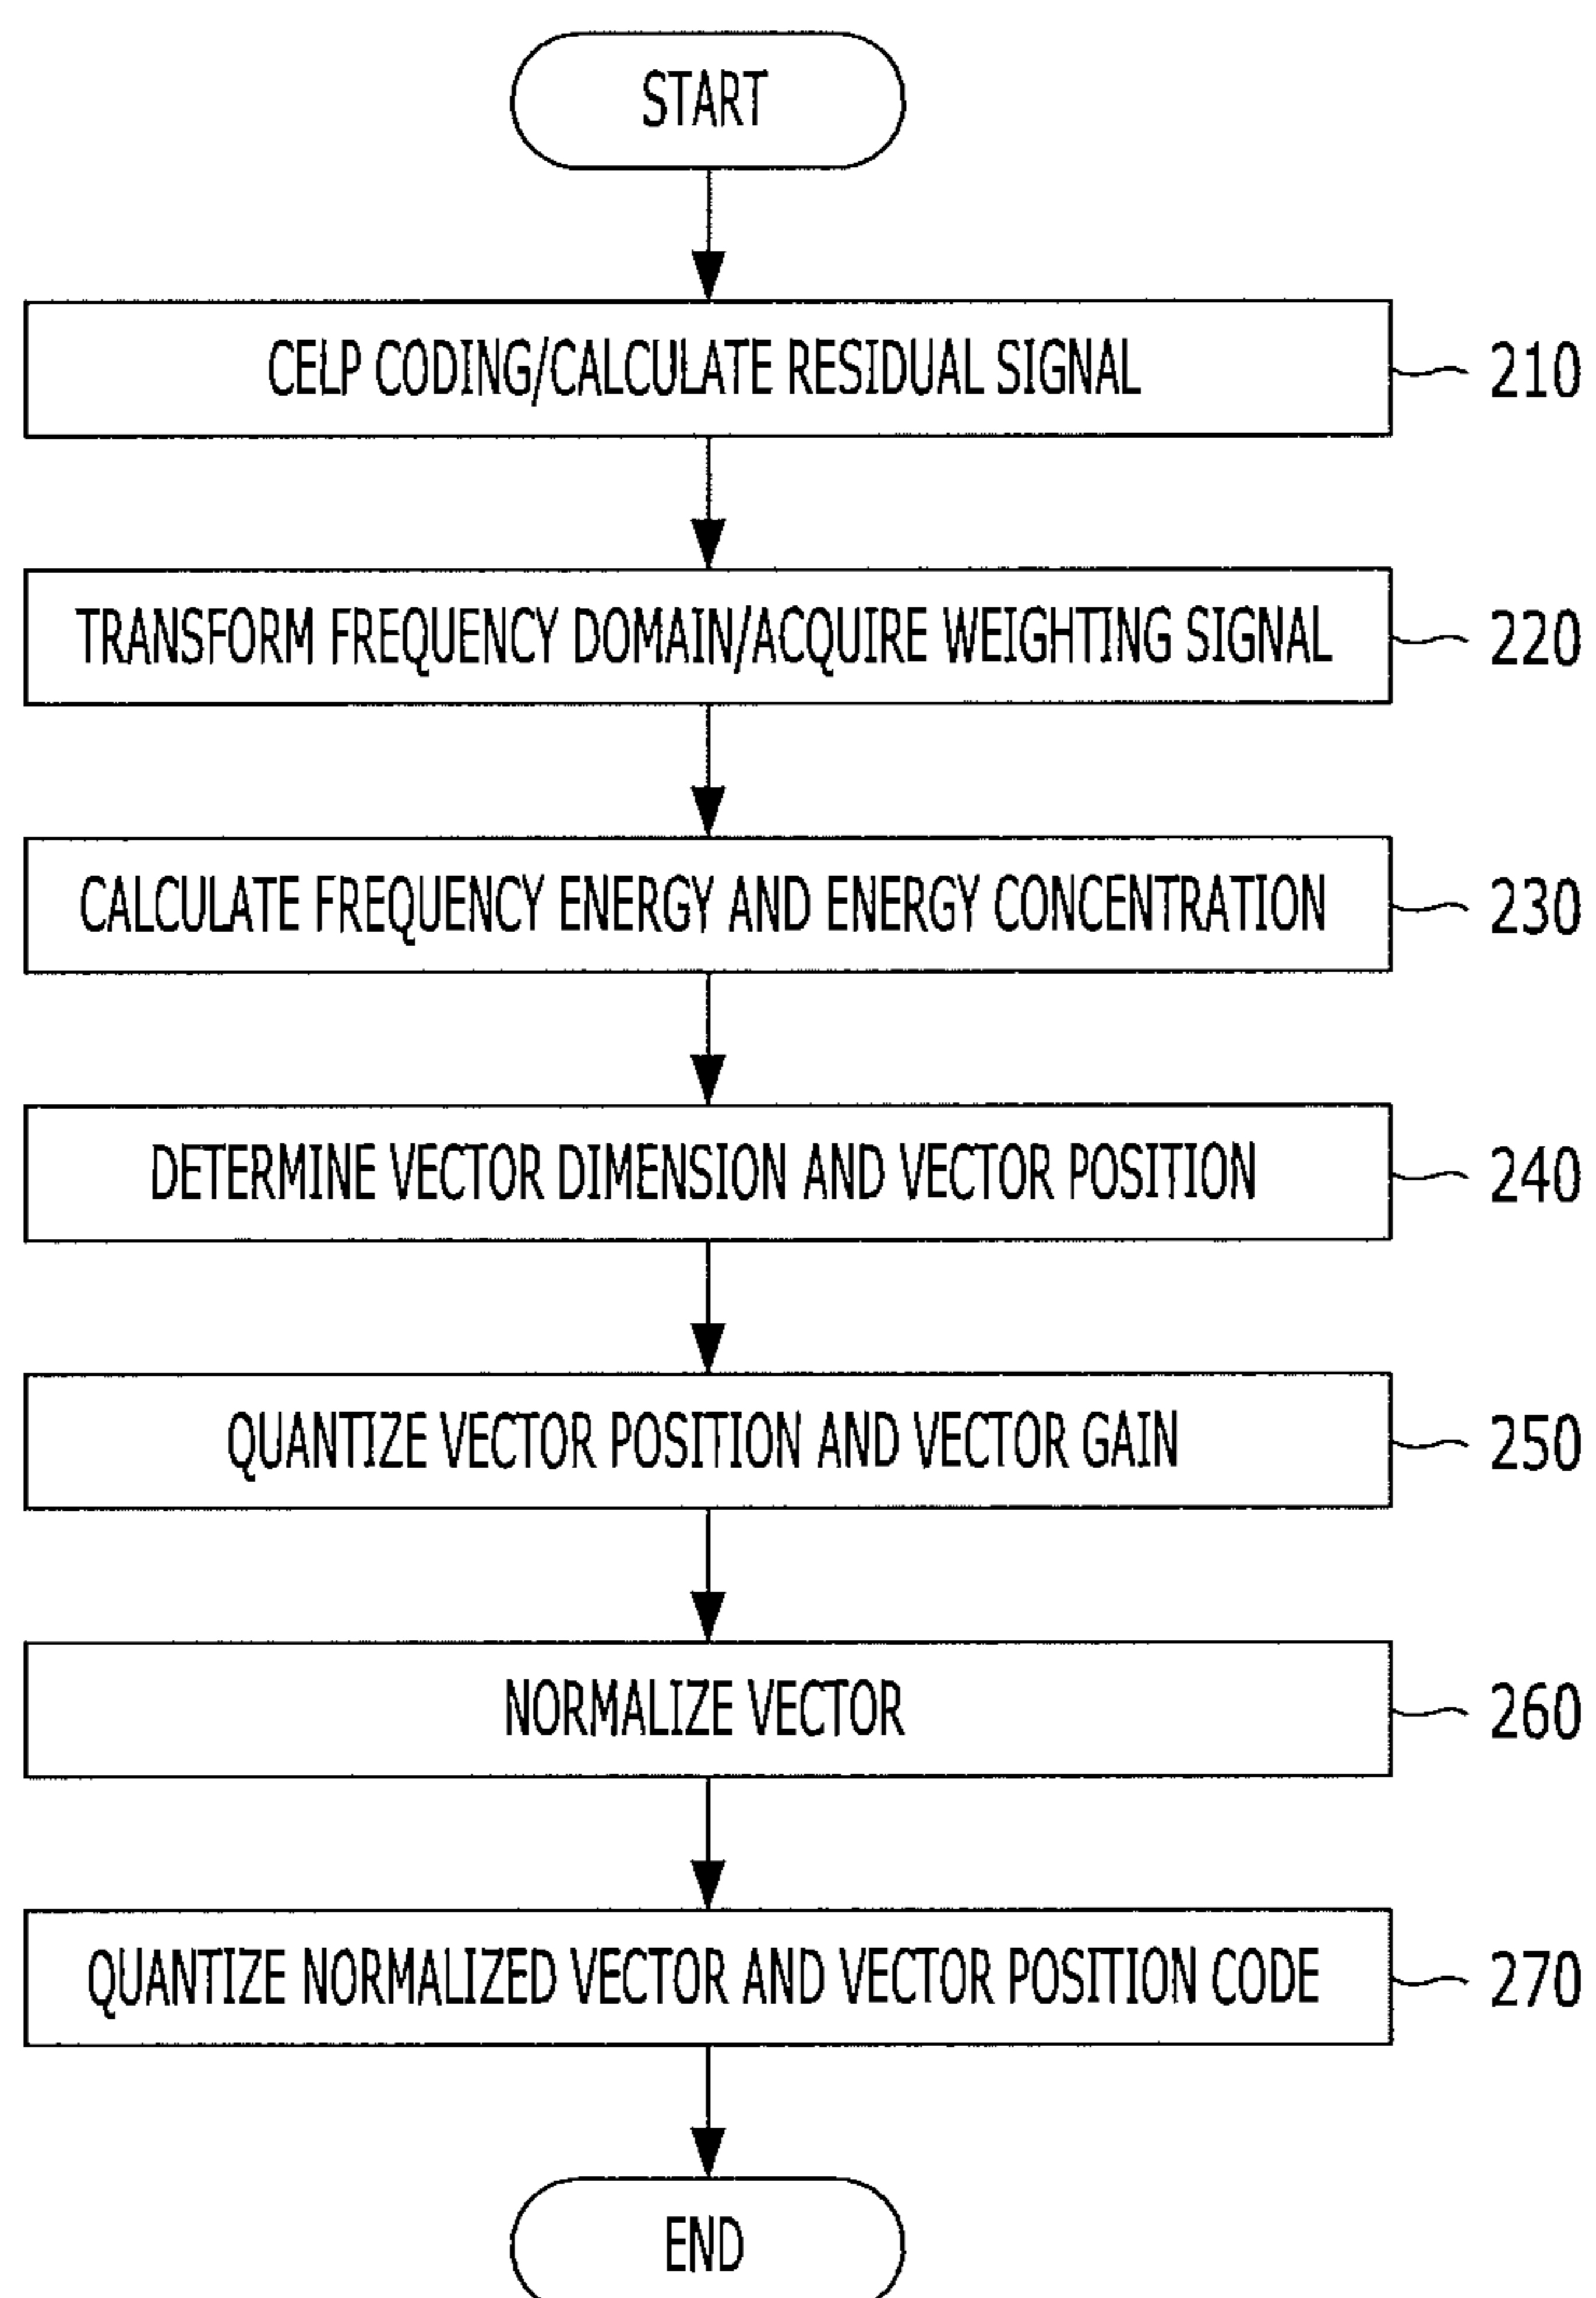 START
CELP CODING/CALCULATE RESIDUAL SIGNAL
210
TRANSFORM FREQUENCY DOMAIN/ACQUIRE WEIGHTING SIGNAL
220
CALCULATE FREQUENCY ENERGY AND ENERGY CONCENTRATION
230
DETERMINE VECTOR DIMENSION AND VECTOR POSITION
240
QUANTIZE VECTOR POSITION AND VECTOR GAIN
250
NORMALIZE VECTOR
260
QUANTIZE NORMALIZED VECTOR AND VECTOR POSITION CODE
270
END